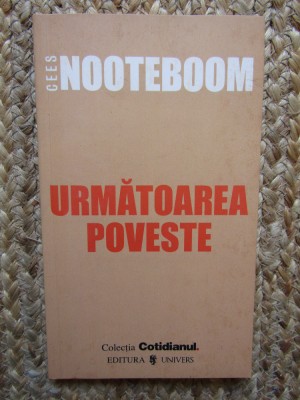 CEES NOOTEBOOM
URMĂTOAREA
POVESTE
Colecția Cotidianul.
EDITURA UNIVERS